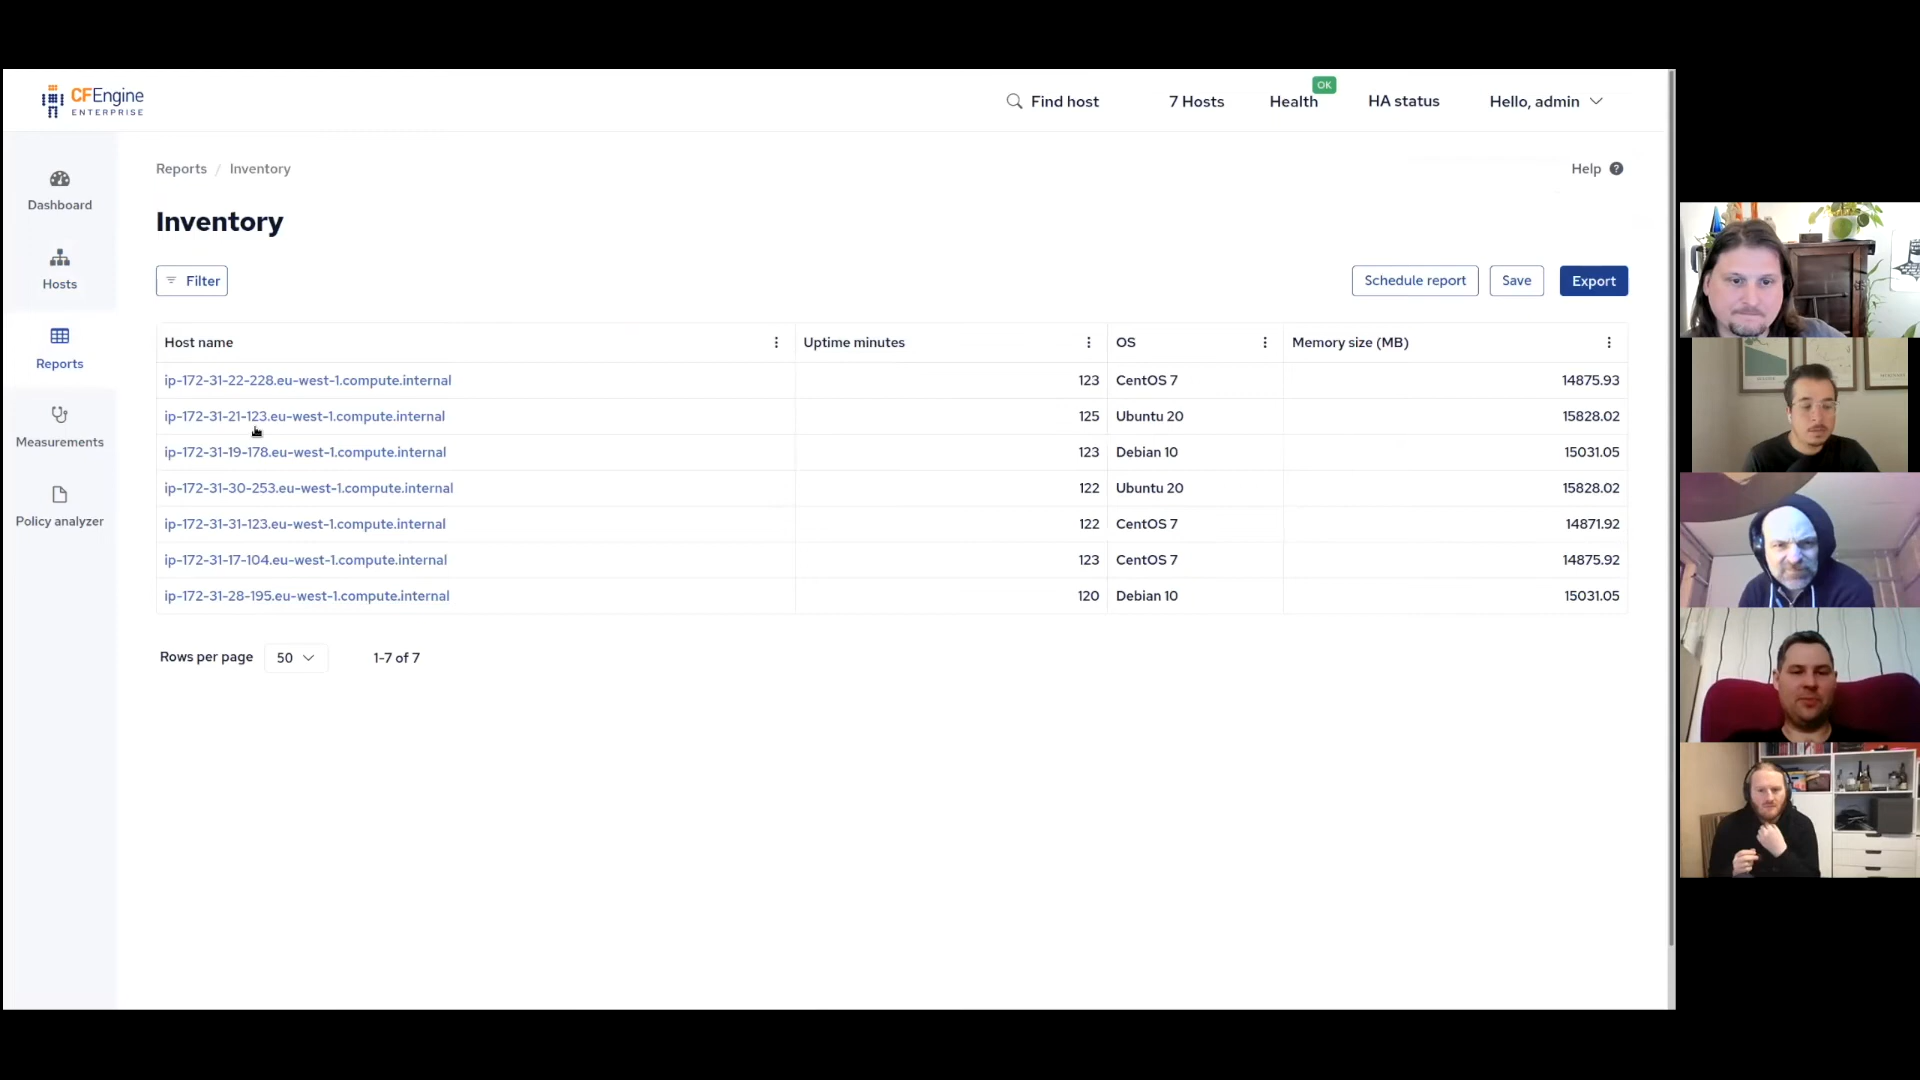 CFEngine
ENTERPRISE
Find host
7 Hosts
Health
OK
HA status
Hello, admin
Dashboard
Hosts
Reports
Measurements
Policy analyzer
Reports / Inventory
Help
Inventory
Filter
Schedule report
Save
Export
Host name Uptime minutes OS Memory size (MB)
ip-172-31-22-228.eu-west-1.compute.internal 123 CentOS 7 14875.93
ip-172-31-21-123.eu-west-1.compute.internal 125 Ubuntu 20 15828.02
ip-172-31-19-178.eu-west-1.compute.internal 123 Debian 10 15031.05
ip-172-31-30-253.eu-west-1.compute.internal 122 Ubuntu 20 15828.02
ip-172-31-31-123.eu-west-1.compute.internal 122 CentOS 7 14871.92
ip-172-31-17-104.eu-west-1.compute.internal 123 CentOS 7 14875.92
ip-172-31-28-195.eu-west-1.compute.internal 120 Debian 10 15031.05
Rows per page 50 1-7 of 7